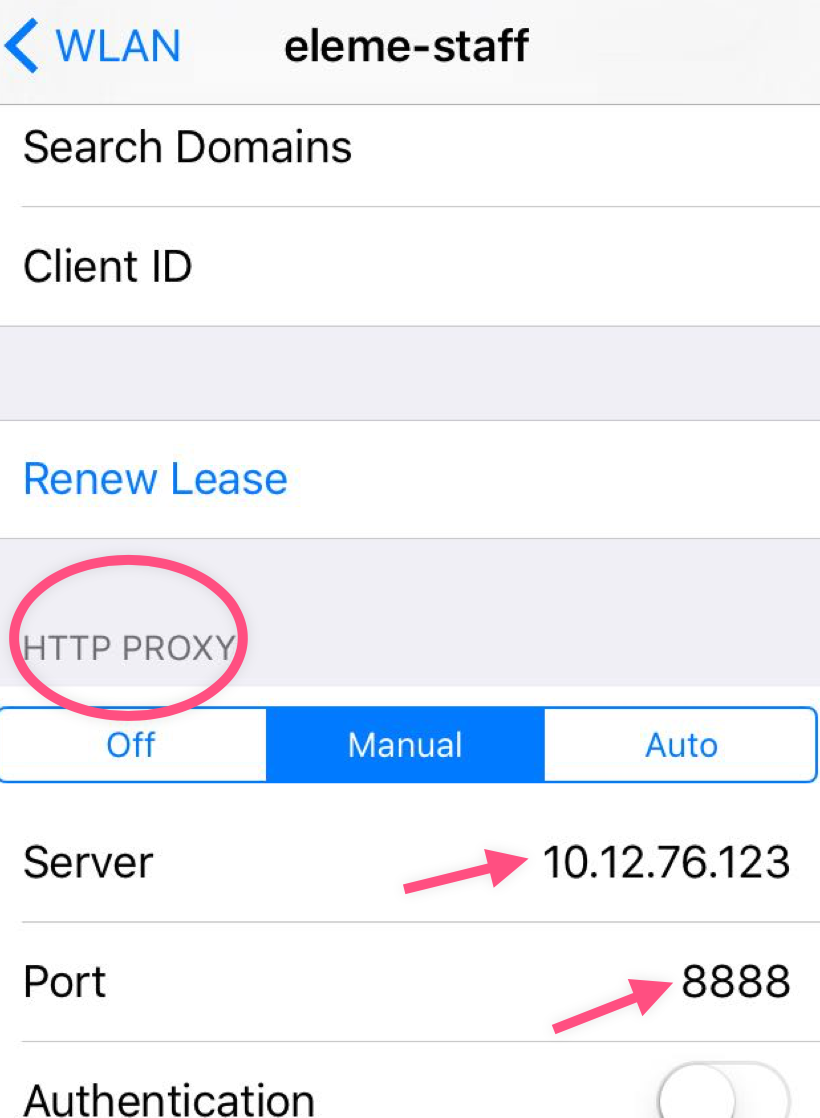 WLAN eleme-staff
Search Domains
Client ID
Renew Lease
HTTP PROXY
Off Manual Auto
Server 10.12.76.123
Port 8888
Authentication